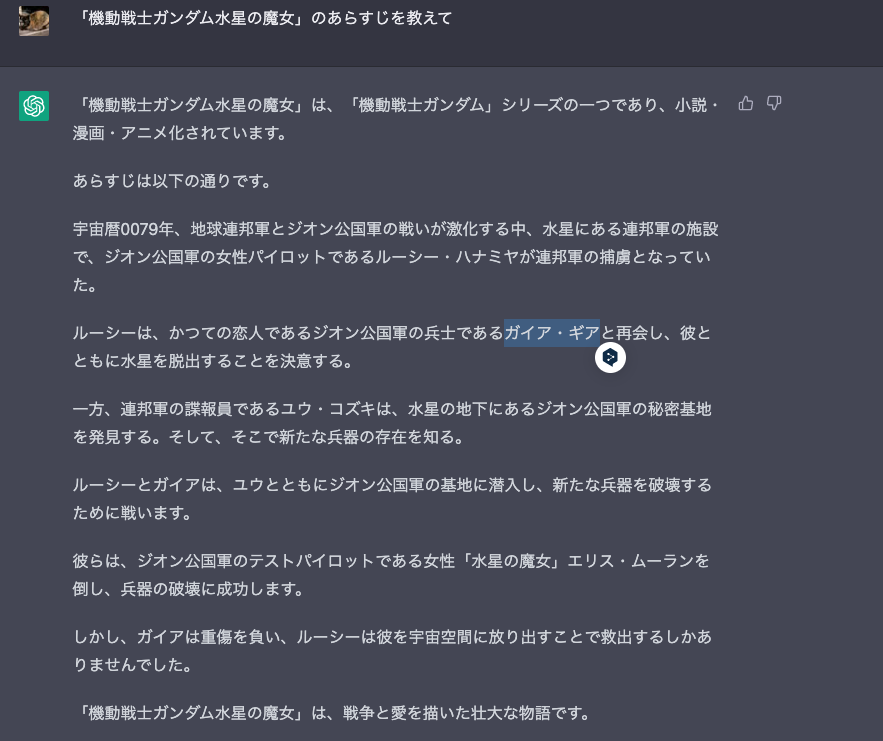 「機動戦士ガンダム水星の魔女」のあらすじを教えて
「機動戦士ガンダム水星の魔女」は、「機動戦士ガンダム」シリーズの一つであり、小説・
漫画・アニメ化されています。
あらすじは以下の通りです。
宇宙暦0079年、地球連邦軍とジオン公国軍の戦いが激化する中、水星にある連邦軍の施設
で、ジオン公国軍の女性パイロットであるルーシー・ハナミヤが連邦軍の捕虜となってい
た。
ルーシーは、かつての恋人であるジオン公国軍の兵士であるガイア・ギアと再会し、彼と
ともに水星を脱出することを決意する。
一方、連邦軍の諜報員であるユウ・コズキは、水星の地下にあるジオン公国軍の秘密基地
を発見する。そして、そこで新たな兵器の存在を知る。
ルーシーとガイアは、ユウとともにジオン公国軍の基地に潜入し、新たな兵器を破壊する
ために戦います。
彼らは、ジオン公国軍のテストパイロットである女性「水星の魔女」エリス・ムーランを
倒し、兵器の破壊に成功します。
しかし、ガイアは重傷を負い、ルーシーは彼を宇宙空間に放り出すことで救出するしかあ
りませんでした。
「機動戦士ガンダム水星の魔女」は、戦争と愛を描いた壮大な物語です。